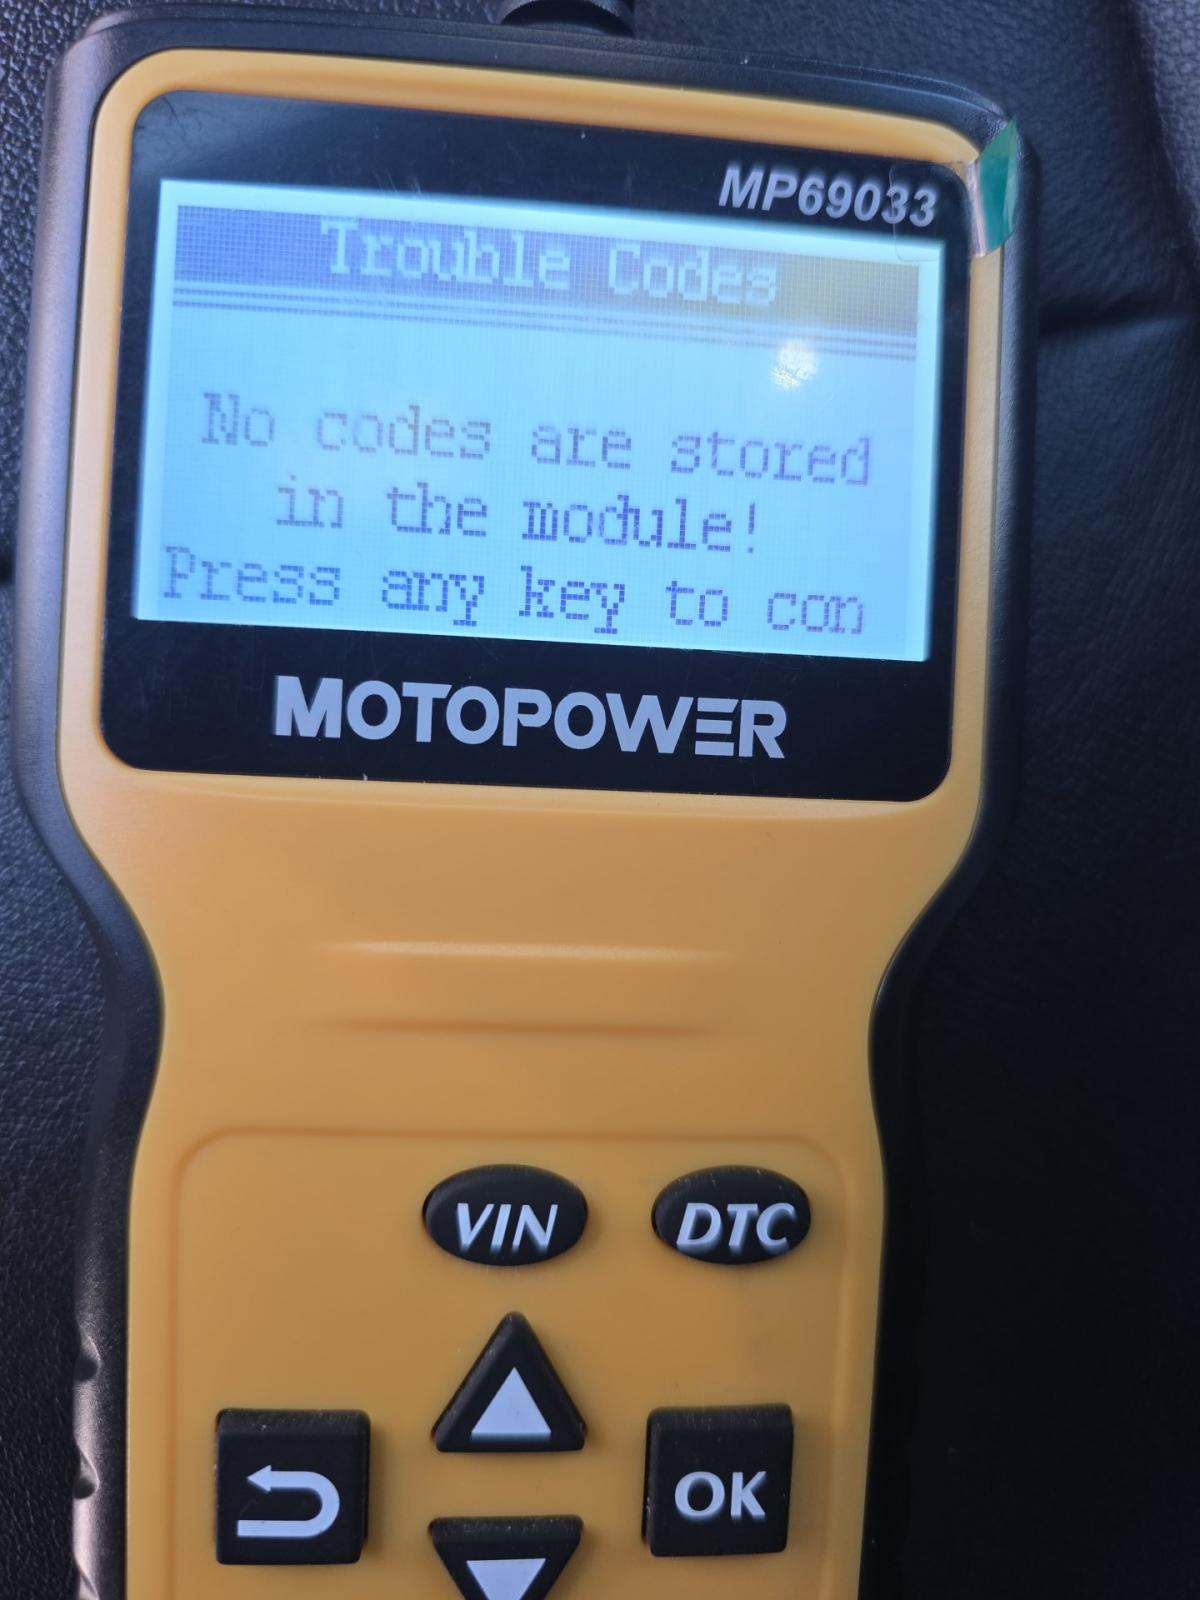 MP69033
Trouble Codes
No codes are stored
in the module!
Press any key to con
MOTOPOWER
VIN
DTC
OK